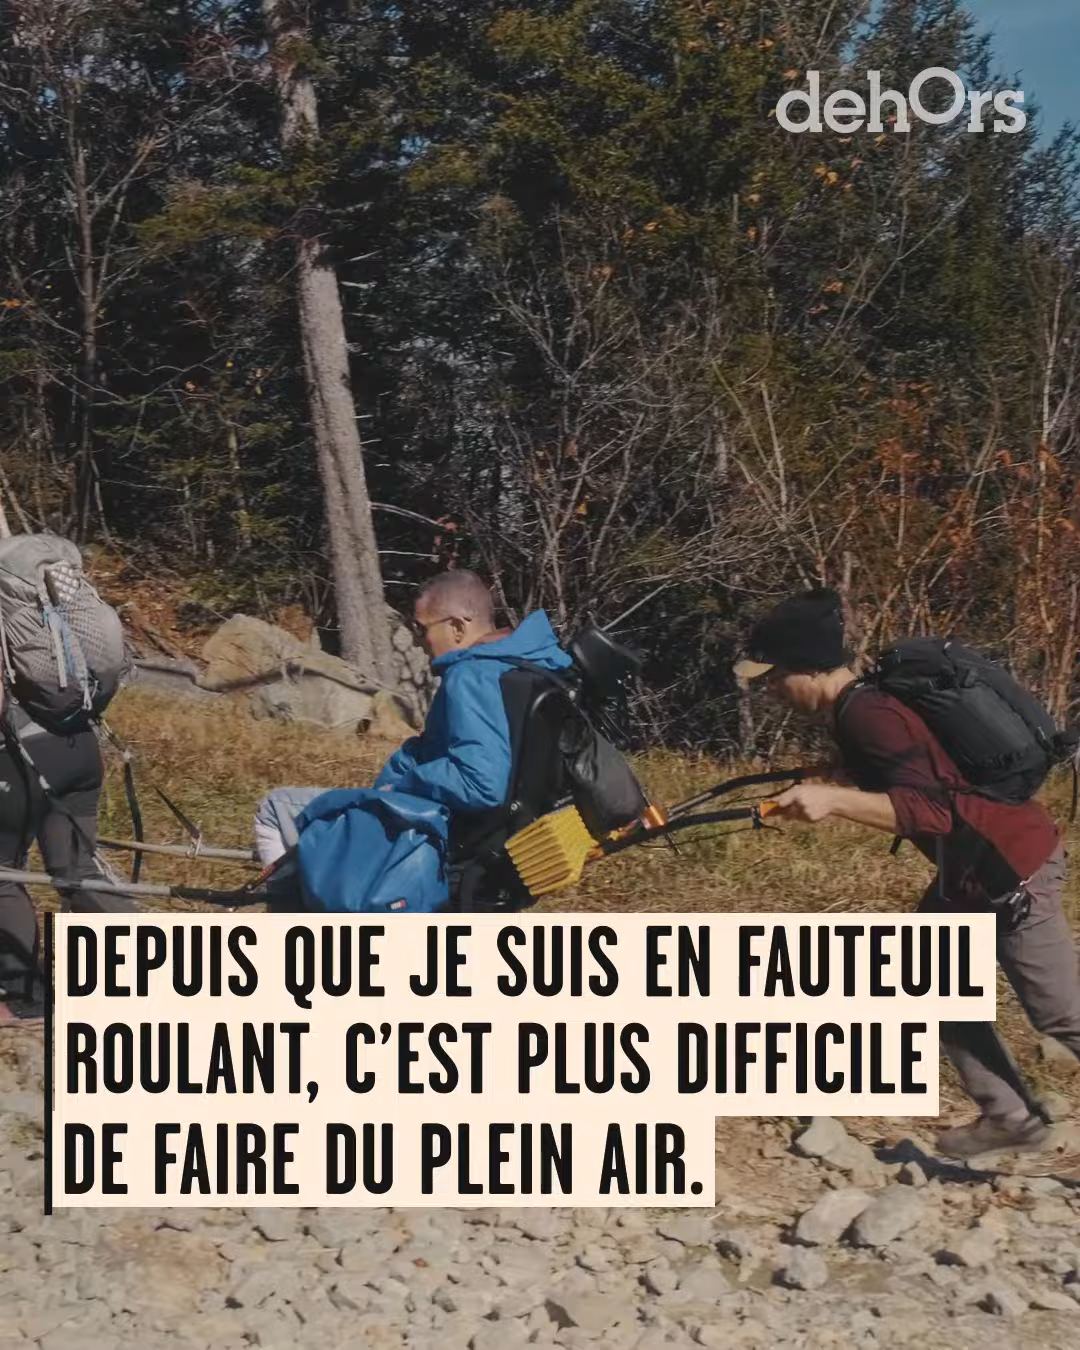 dehOrs
DEPUIS QUE JE SUIS EN FAUTEUIL
ROULANT, C’EST PLUS DIFFICILE
DE FAIRE DU PLEIN AIR.